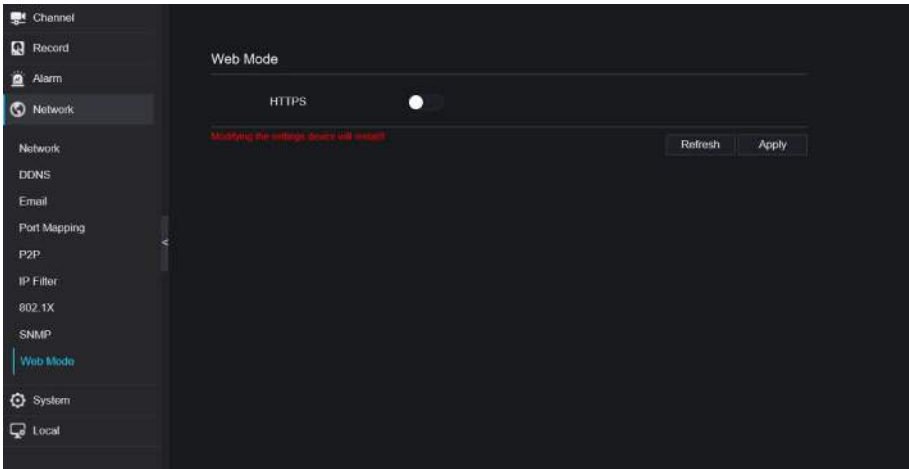 Channel
Record
Alarm
Network
Network
DDNS
Email
Port Mapping
P2P
IP Filter
802.1X
SNMP
Web Mode
System
Local
<
Web Mode
HTTPS
Modifying the settings device will restart!
Refresh
Apply